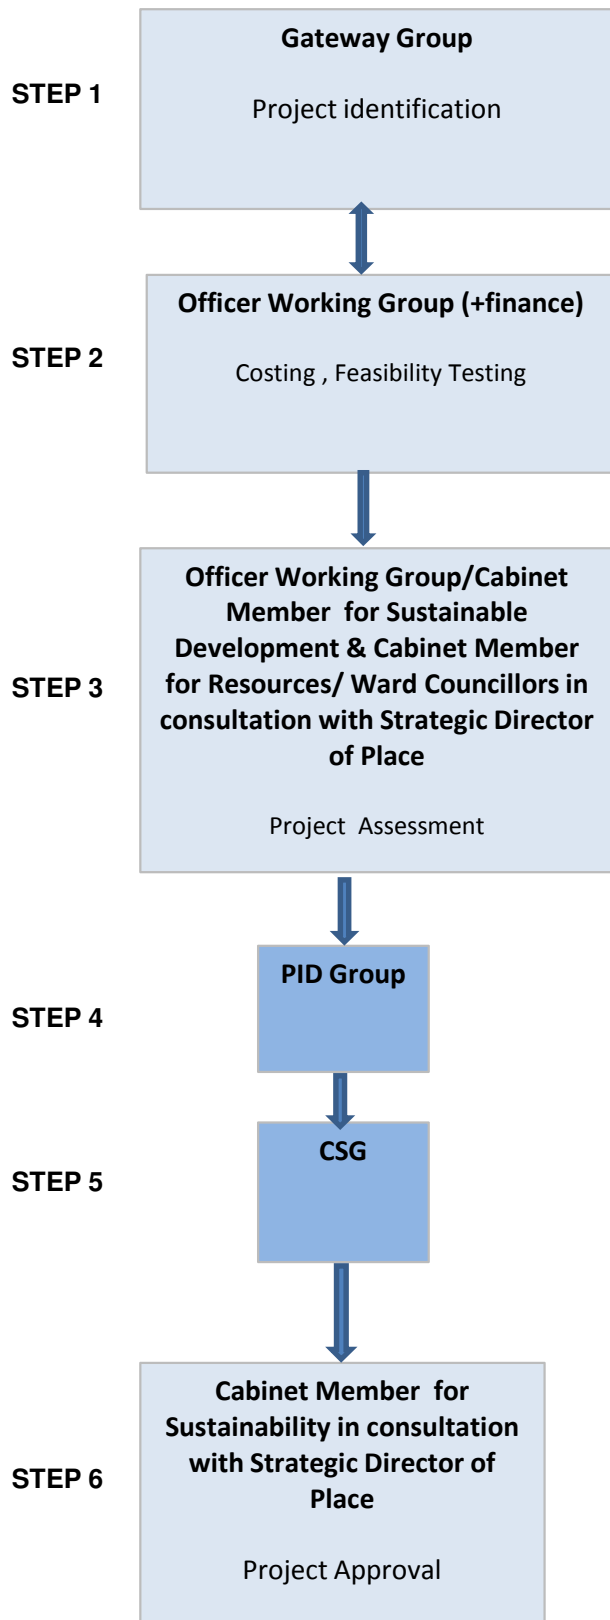 Gateway Group
STEP 1
Project identification
Officer Working Group (+finance)
STEP 2
Costing , Feasibility Testing
Officer Working Group/Cabinet
Member for Sustainable
Development & Cabinet Member
STEP 3
for Resources/ Ward Councillors in
consultation with Strategic Director
of Place
Project Assessment
PID Group
STEP 4
CSG
STEP 5
Cabinet Member for
Sustainability in consultation
with Strategic Director of
STEP 6
Place
Project Approval